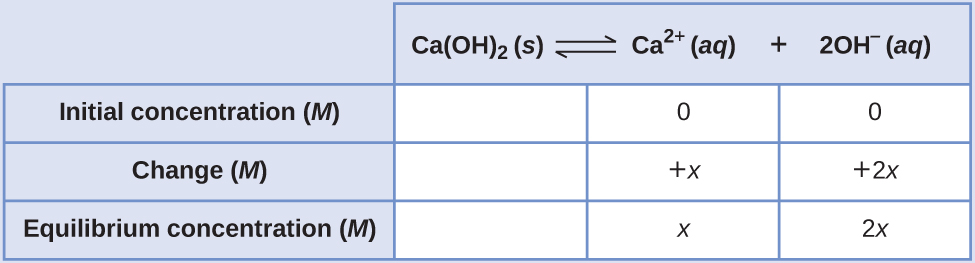 Ca(OH)₂ (s) ⇌ Ca²⁺ (aq) + 2OH⁻ (aq)
Initial concentration (M) 0 0
Change (M) +x +2x
Equilibrium concentration (M) x 2x